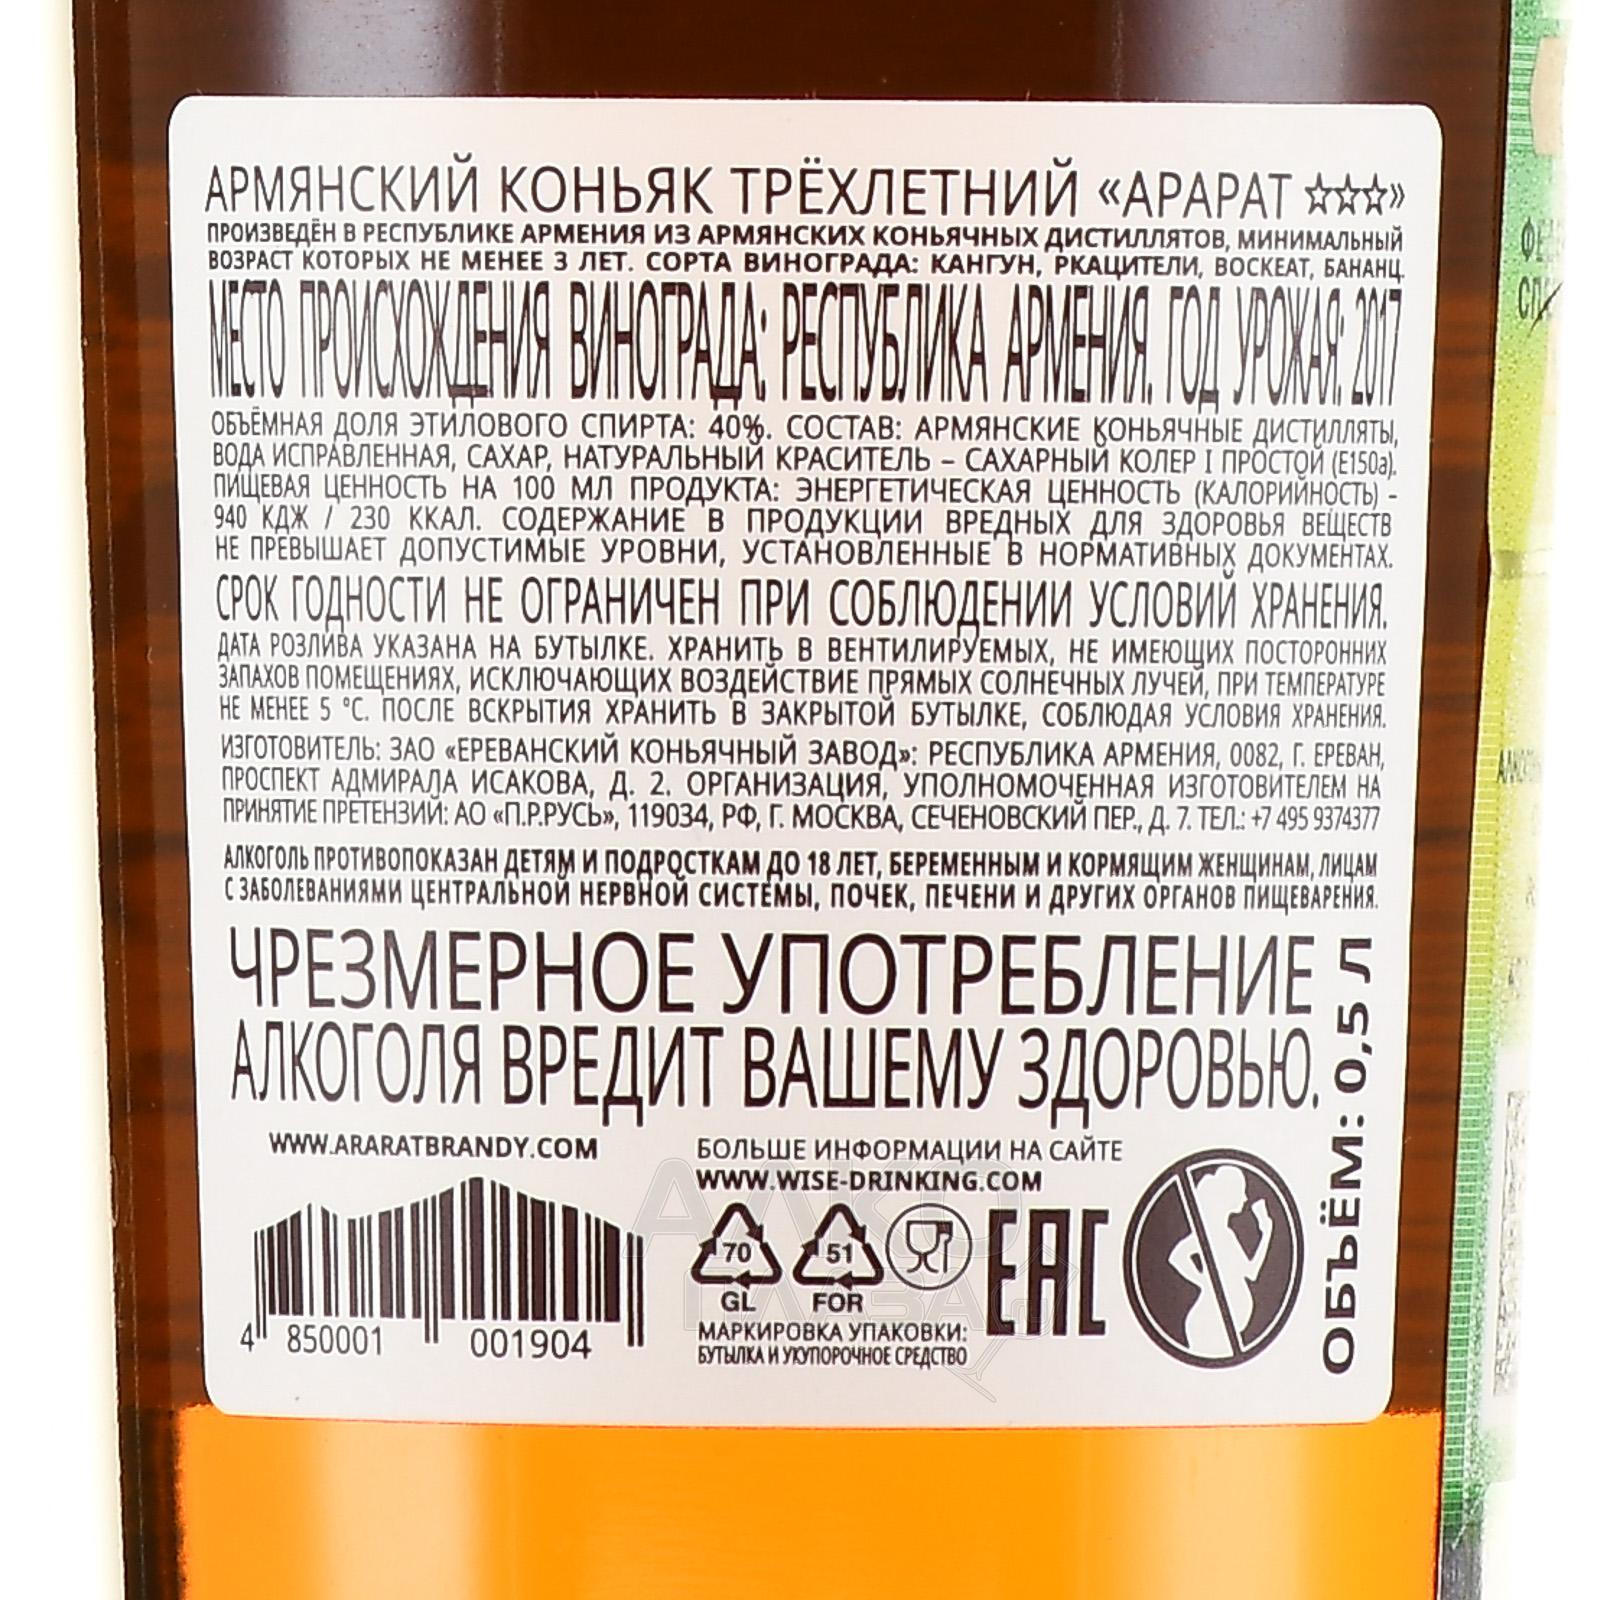 АРМЯНСКИЙ КОНЬЯК ТРЁХЛЕТНИЙ «АРАРАТ ☆☆☆»
ПРОИЗВЕДЁН В РЕСПУБЛИКЕ АРМЕНИЯ ИЗ АРМЯНСКИХ КОНЬЯЧНЫХ ДИСТИЛЛЯТОВ, МИНИМАЛЬНЫЙ
ВОЗРАСТ КОТОРЫХ НЕ МЕНЕЕ 3 ЛЕТ. СОРТА ВИНОГРАДА: КАНГУН, РКАЦИТЕЛИ, ВОСКЕАТ, БАНАНЦ.
МЕСТО ПРОИСХОЖДЕНИЯ ВИНОГРАДА: РЕСПУБЛИКА АРМЕНИЯ. ГОД УРОЖАЯ: 2017
ОБЪЁМНАЯ ДОЛЯ ЭТИЛОВОГО СПИРТА: 40%. СОСТАВ: АРМЯНСКИЕ КОНЬЯЧНЫЕ ДИСТИЛЛЯТЫ,
ВОДА ИСПРАВЛЕННАЯ, САХАР, НАТУРАЛЬНЫЙ КРАСИТЕЛЬ – САХАРНЫЙ КОЛЕР I ПРОСТОЙ (E150a).
ПИЩЕВАЯ ЦЕННОСТЬ НА 100 МЛ ПРОДУКТА: ЭНЕРГЕТИЧЕСКАЯ ЦЕННОСТЬ (КАЛОРИЙНОСТЬ) -
940 КДЖ / 230 ККАЛ. СОДЕРЖАНИЕ В ПРОДУКЦИИ ВРЕДНЫХ ДЛЯ ЗДОРОВЬЯ ВЕЩЕСТВ
НЕ ПРЕВЫШАЕТ ДОПУСТИМЫЕ УРОВНИ, УСТАНОВЛЕННЫЕ В НОРМАТИВНЫХ ДОКУМЕНТАХ.
СРОК ГОДНОСТИ НЕ ОГРАНИЧЕН ПРИ СОБЛЮДЕНИИ УСЛОВИЙ ХРАНЕНИЯ.
ДАТА РОЗЛИВА УКАЗАНА НА БУТЫЛКЕ. ХРАНИТЬ В ВЕНТИЛИРУЕМЫХ, НЕ ИМЕЮЩИХ ПОСТОРОННИХ
ЗАПАХОВ ПОМЕЩЕНИЯХ, ИСКЛЮЧАЮЩИХ ВОЗДЕЙСТВИЕ ПРЯМЫХ СОЛНЕЧНЫХ ЛУЧЕЙ, ПРИ ТЕМПЕРАТУРЕ
НЕ МЕНЕЕ 5 °С. ПОСЛЕ ВСКРЫТИЯ ХРАНИТЬ В ЗАКРЫТОЙ БУТЫЛКЕ, СОБЛЮДАЯ УСЛОВИЯ ХРАНЕНИЯ.
ИЗГОТОВИТЕЛЬ: ЗАО «ЕРЕВАНСКИЙ КОНЬЯЧНЫЙ ЗАВОД»: РЕСПУБЛИКА АРМЕНИЯ, 0082, Г. ЕРЕВАН,
ПРОСПЕКТ АДМИРАЛА ИСАКОВА, Д. 2. ОРГАНИЗАЦИЯ, УПОЛНОМОЧЕННАЯ ИЗГОТОВИТЕЛЕМ НА
ПРИНЯТИЕ ПРЕТЕНЗИЙ: АО «П.Р.РУСЬ», 119034, РФ, Г. МОСКВА, СЕЧЕНОВСКИЙ ПЕР., Д. 7. ТЕЛ.: +7 495 9374377
АЛКОГОЛЬ ПРОТИВОПОКАЗАН ДЕТЯМ И ПОДРОСТКАМ ДО 18 ЛЕТ, БЕРЕМЕННЫМ И КОРМЯЩИМ ЖЕНЩИНАМ, ЛИЦАМ
С ЗАБОЛЕВАНИЯМИ ЦЕНТРАЛЬНОЙ НЕРВНОЙ СИСТЕМЫ, ПОЧЕК, ПЕЧЕНИ И ДРУГИХ ОРГАНОВ ПИЩЕВАРЕНИЯ.
ЧРЕЗМЕРНОЕ УПОТРЕБЛЕНИЕ
АЛКОГОЛЯ ВРЕДИТ ВАШЕМУ ЗДОРОВЬЮ.
ОБЪЁМ: 0,5 Л
WWW.ARARATBRANDY.COM
БОЛЬШЕ ИНФОРМАЦИИ НА САЙТЕ
WWW.WISE-DRINKING.COM
70
GL
51
FOR
EAC
МАРКИРОВКА УПАКОВКИ:
БУТЫЛКА И УКУПОРОЧНОЕ СРЕДСТВО
4 850001 001904